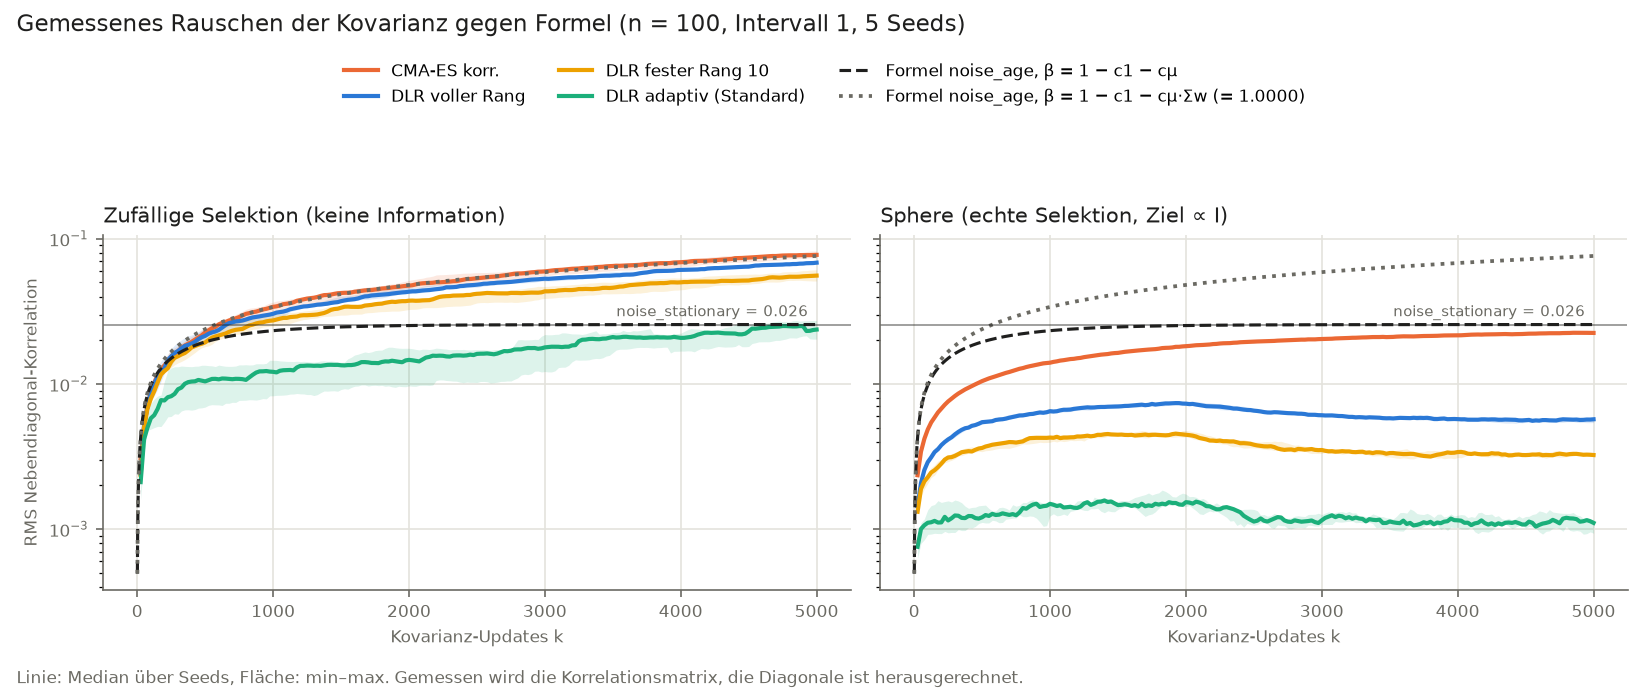 Gemessenes Rauschen der Kovarianz gegen Formel (n = 100, Intervall 1, 5 Seeds)
CMA-ES korr.
DLR voller Rang
DLR fester Rang 10
DLR adaptiv (Standard)
Formel noise_age, β = 1 − c1 − cμ
Formel noise_age, β = 1 − c1 − cμ·Σw (= 1.0000)
Zufällige Selektion (keine Information)
RMS Nebendiagonal-Korrelation
10⁻¹
10⁻²
10⁻³
noise_stationary = 0.026
0 1000 2000 3000 4000 5000
Kovarianz-Updates k
Sphere (echte Selektion, Ziel ∝ I)
noise_stationary = 0.026
0 1000 2000 3000 4000 5000
Kovarianz-Updates k
Linie: Median über Seeds, Fläche: min–max. Gemessen wird die Korrelationsmatrix, die Diagonale ist herausgerechnet.